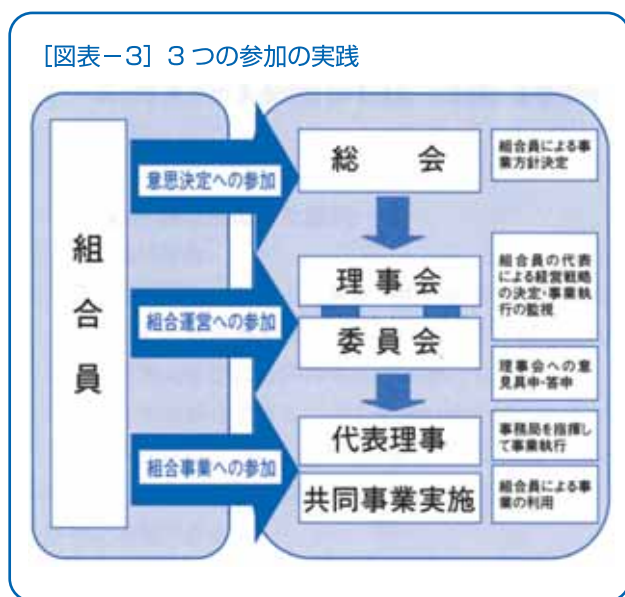 [図表－3] 3つの参加の実践
組合員
意思決定への参加
総会
組合員による事
業方針決定
組合運営への参加
理事会
組合員の代表
による経営戦略
の決定・事業執
行の監視
委員会
理事会への意
見具申・答申
組合事業への参加
代表理事
事務局を指揮し
て事業執行
共同事業実施
組合員による事
業の利用